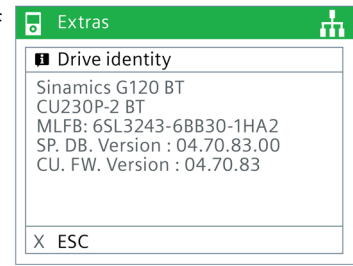 Extras
Drive identity
Sinamics G120 BT
CU230P-2 BT
MLFB: 6SL3243-6BB30-1HA2
SP. DB. Version : 04.70.83.00
CU. FW. Version : 04.70.83
X ESC